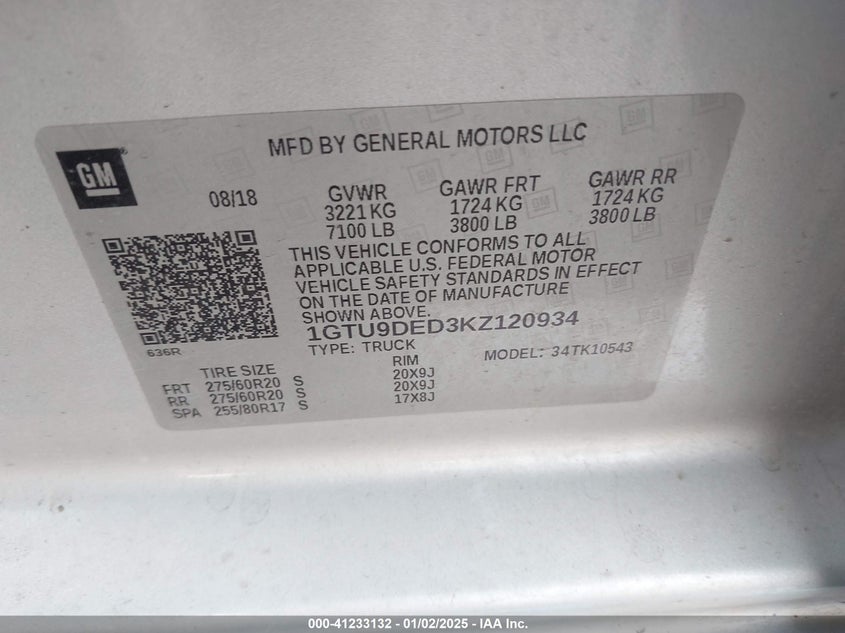 MFD BY GENERAL MOTORS LLC
GM
08/18
GVWR
3221 KG
7100 LB
GAWR FRT
1724 KG
3800 LB
GAWR RR
1724 KG
3800 LB
THIS VEHICLE CONFORMS TO ALL
APPLICABLE U.S. FEDERAL MOTOR
VEHICLE SAFETY STANDARDS IN EFFECT
ON THE DATE OF MANUFACTURE
SHOWN ABOVE.
1GTU9DED3KZ120934
636R
TYPE: TRUCK
MODEL: 34TK10543
TIRE SIZE
RIM
FRT 275/60R20 S 20X9J
RR 275/60R20 S 20X9J
SPA 255/80R17 S 17X8J
000-41233132 - 01/02/2025 - IAA Inc.